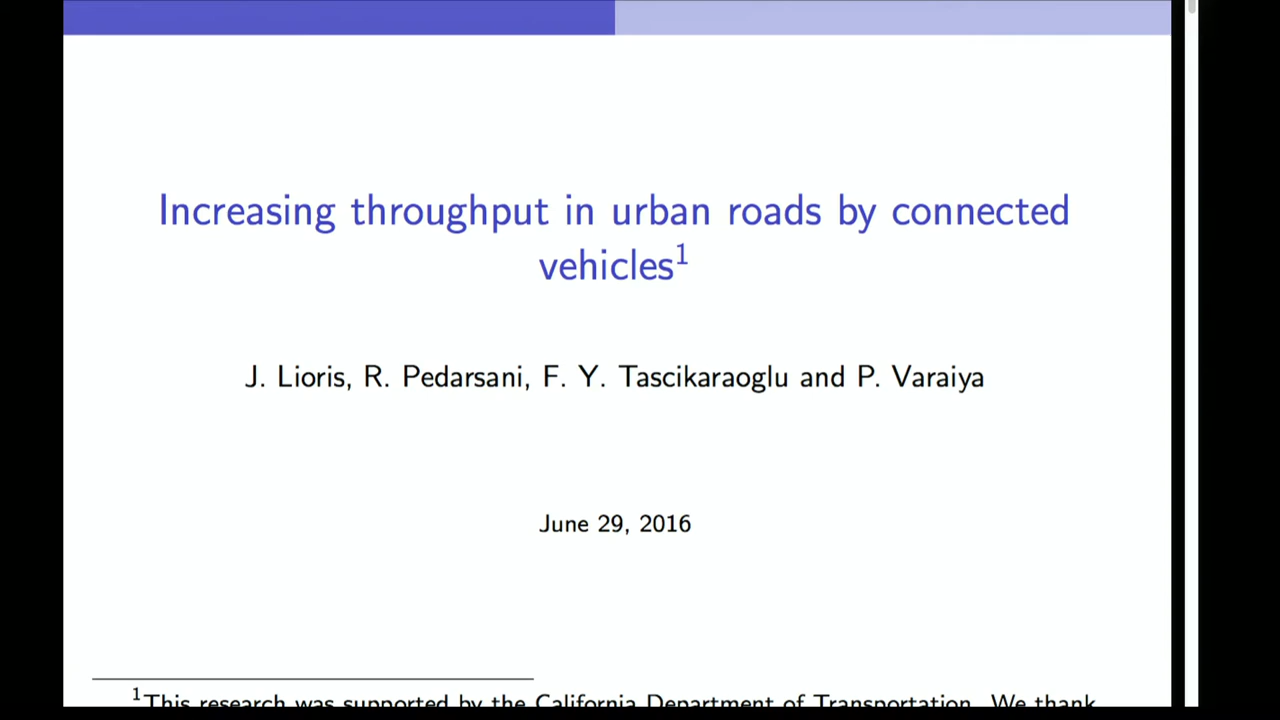 Increasing throughput in urban roads by connected
vehicles¹
J. Lioris, R. Pedarsani, F. Y. Tascikaraoglu and P. Varaiya
June 29, 2016
¹This research was supported by the California Department of Transportation. We thank